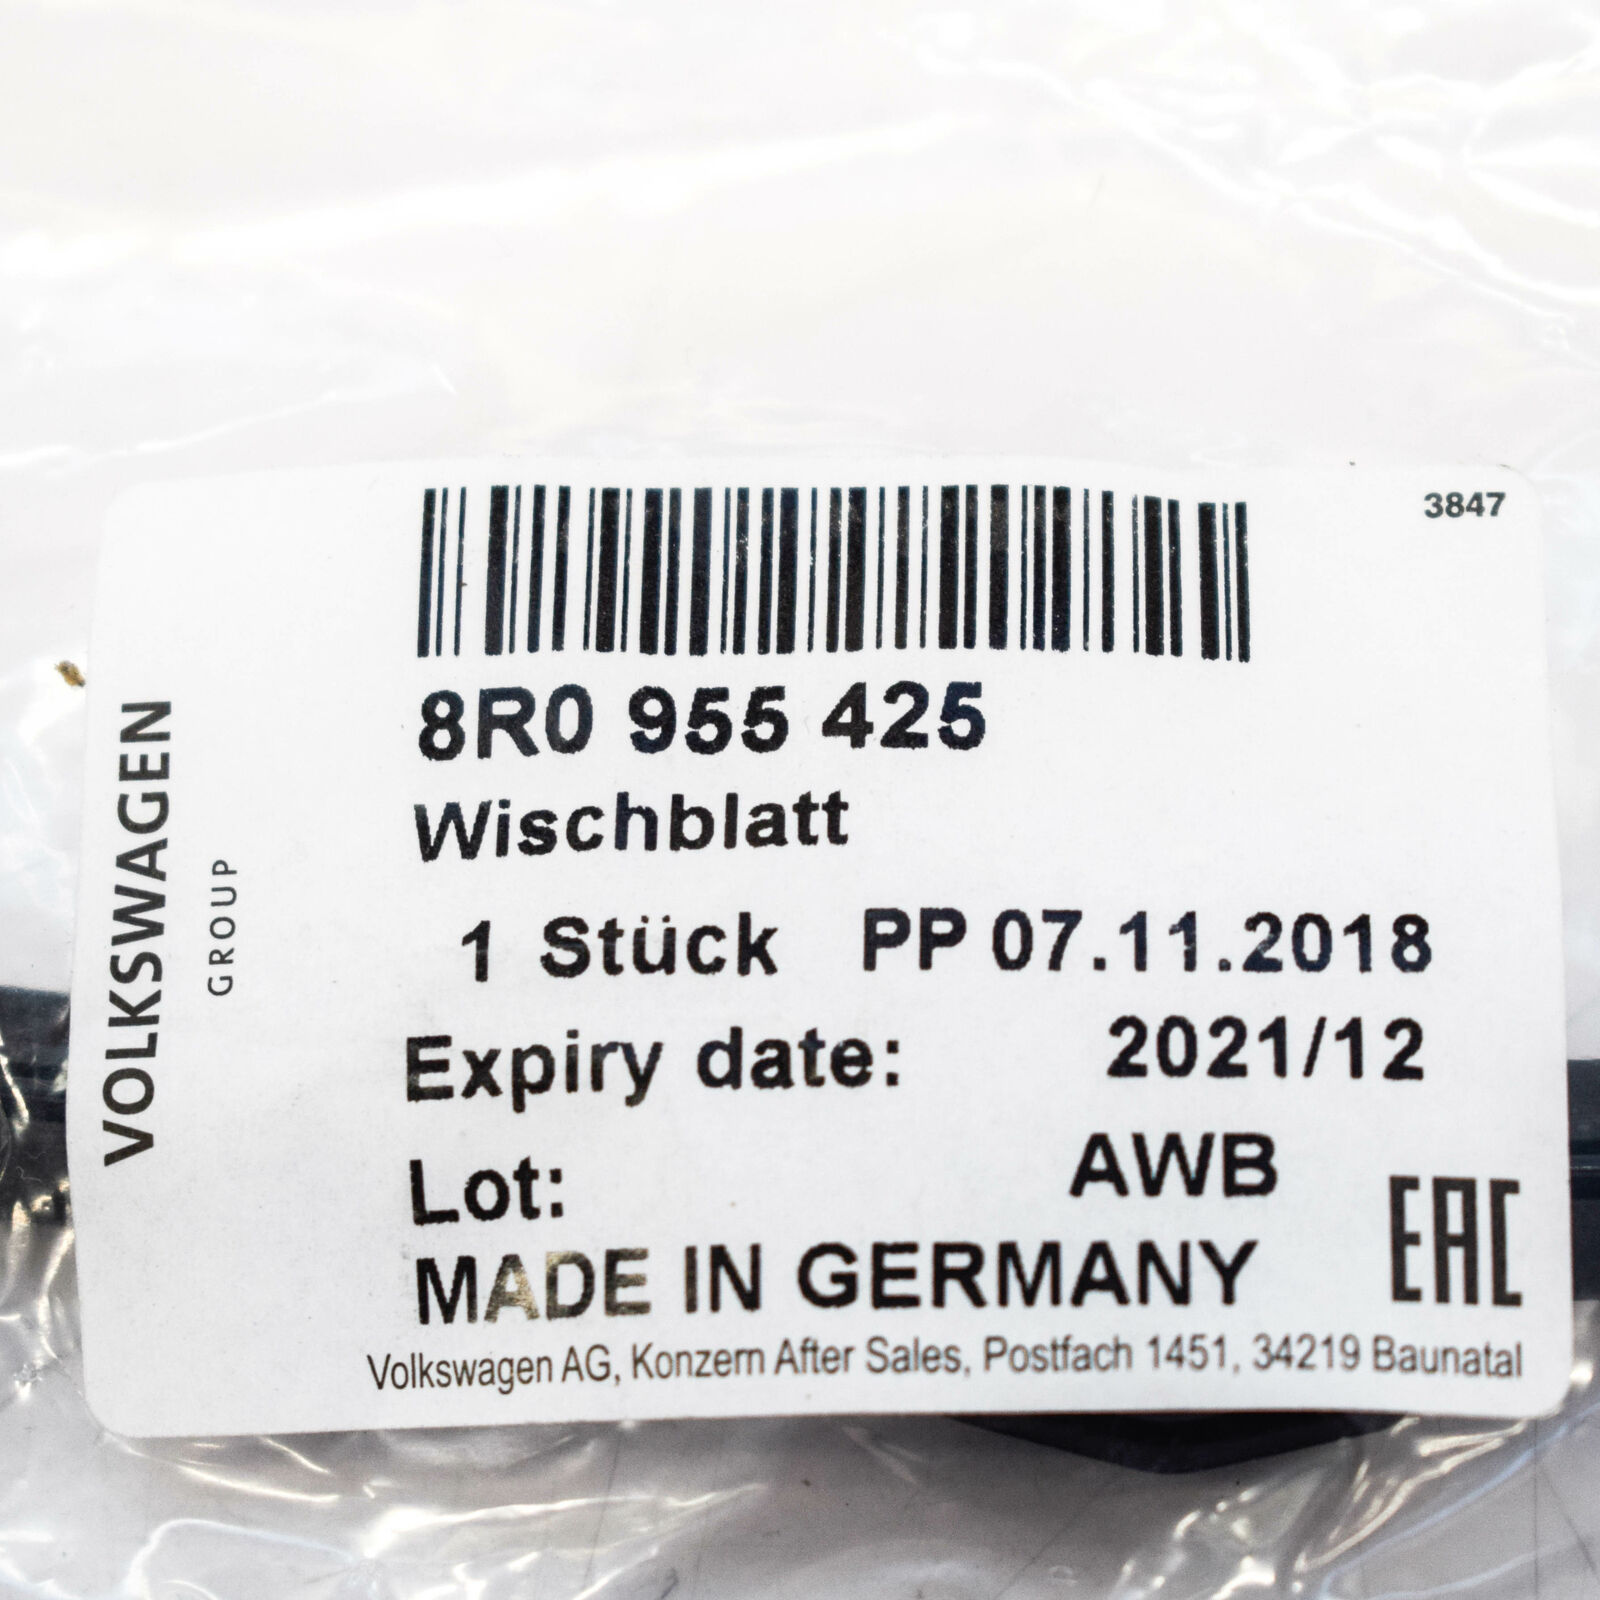 3847
8R0 955 425
Wischblatt
1 Stück PP 07.11.2018
Expiry date: 2021/12
Lot: AWB
MADE IN GERMANY
EAC
Volkswagen AG, Konzern After Sales, Postfach 1451, 34219 Baunatal
VOLKSWAGEN
GROUP